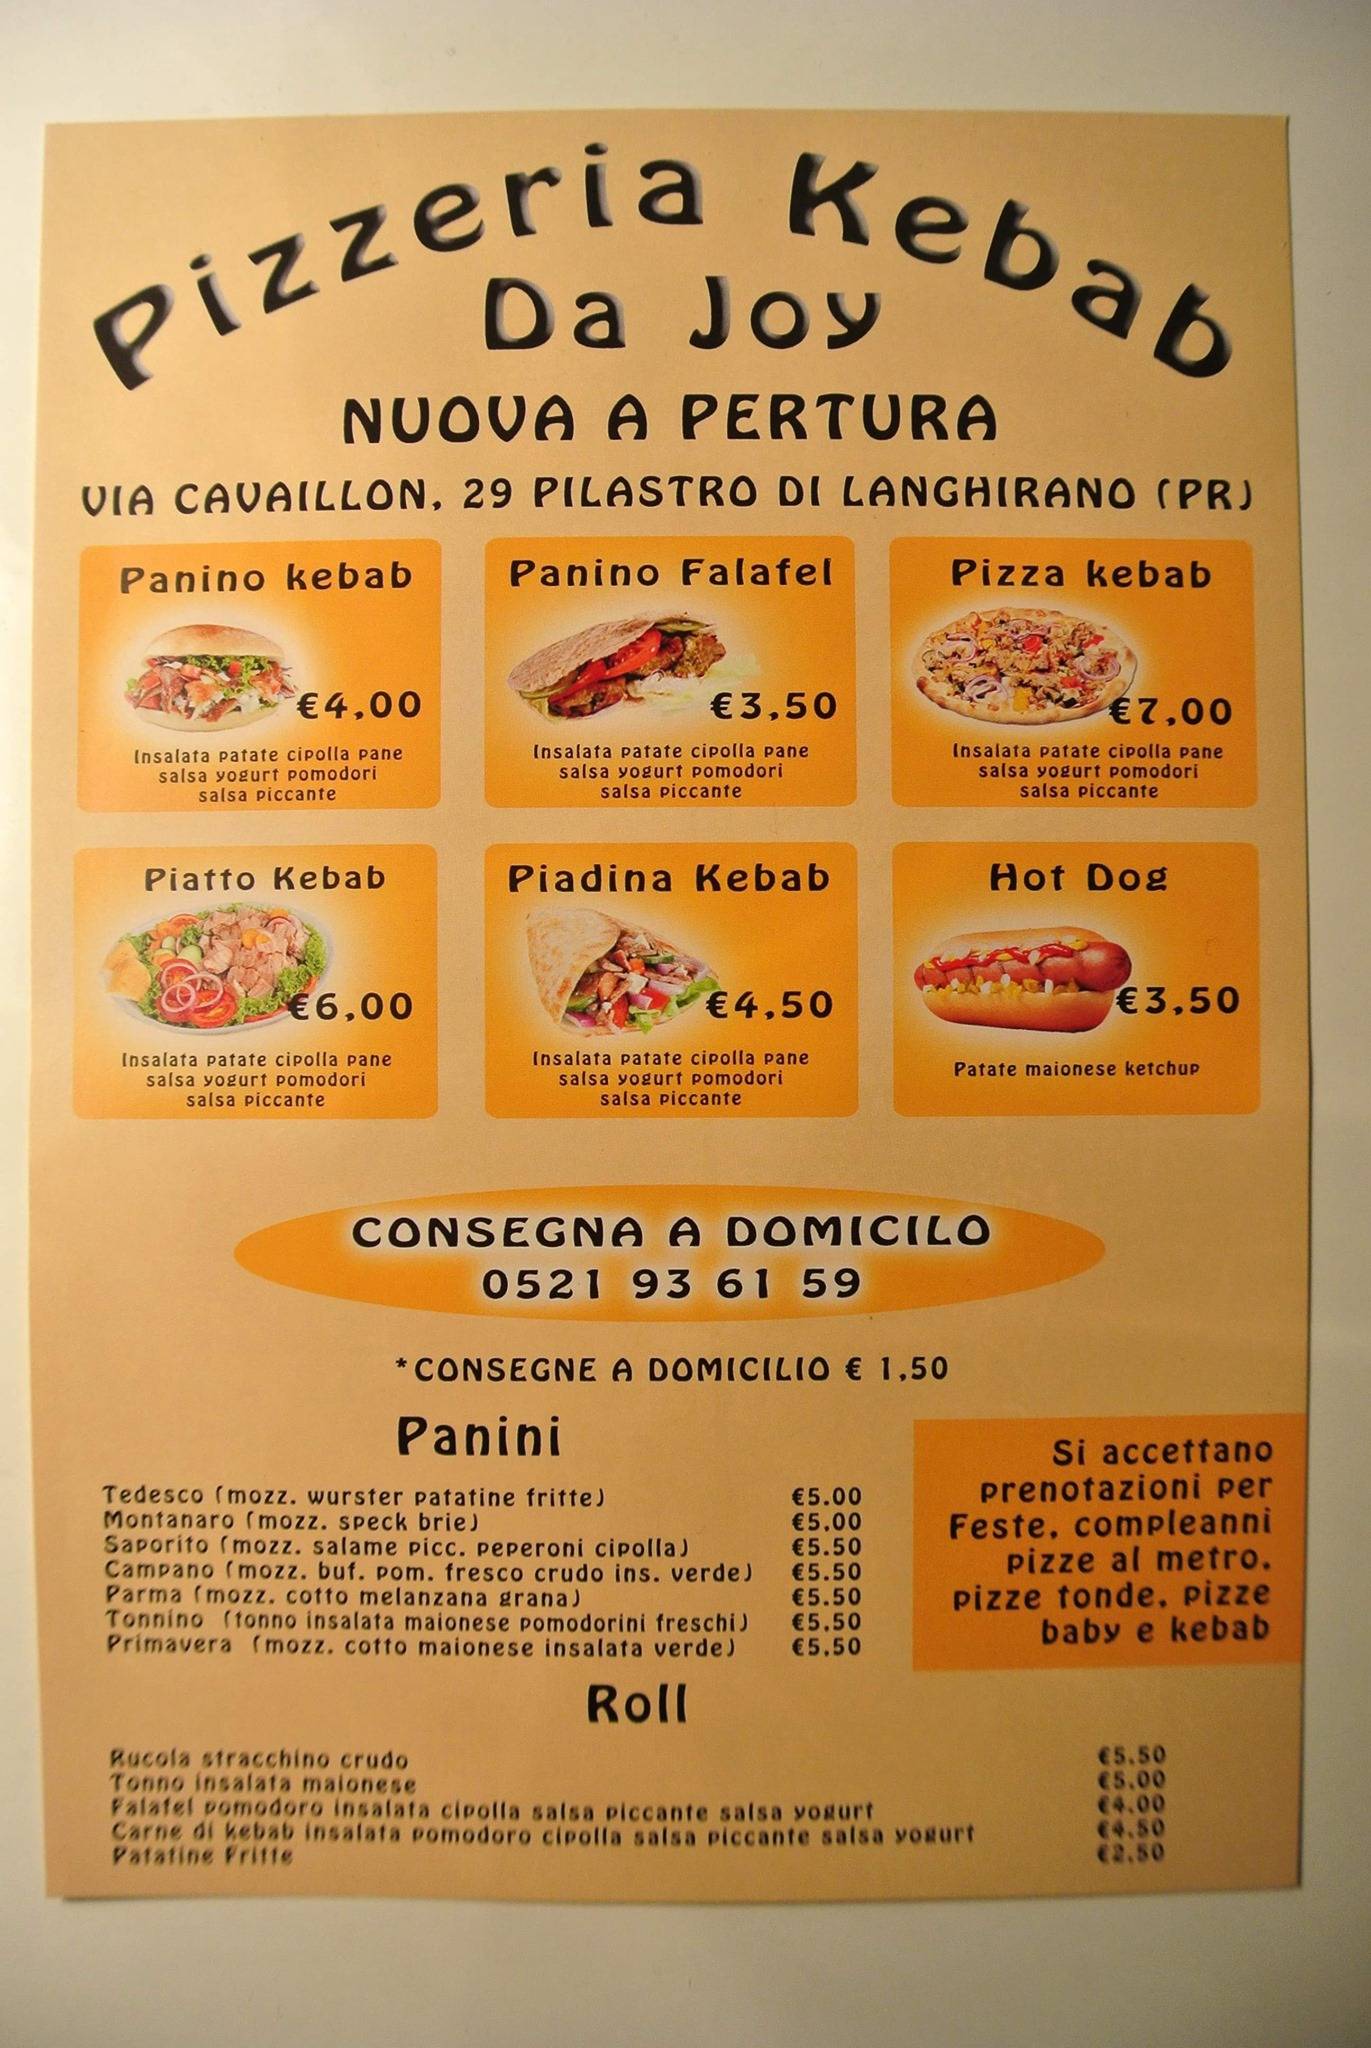 Pizzeria Kebab
Da Joy
NUOVA A PERTURA
VIA CAVAILLON, 29 PILASTRO DI LANGHIRANO (PR)
Panino kebab
€4,00
Insalata patate cipolla pane
salsa yogurt pomodori
salsa piccante
Panino Falafel
€3,50
Insalata patate cipolla pane
salsa yogurt pomodori
salsa piccante
Pizza kebab
€7,00
Insalata patate cipolla pane
salsa yogurt pomodori
salsa piccante
Piatto Kebab
€6,00
Insalata patate cipolla pane
salsa yogurt pomodori
salsa piccante
Piadina Kebab
€4,50
Insalata patate cipolla pane
salsa yogurt pomodori
salsa piccante
Hot Dog
€3,50
Patate maionese ketchup
CONSEGNA A DOMICILO
0521 93 61 59
*CONSEGNE A DOMICILIO € 1,50
Panini
Tedesco (mozz. wurster patatine fritte) €5.00
Montanaro (mozz. speck brie) €5.00
Saporito (mozz. salame picc. peperoni cipolla) €5.50
Campano (mozz. buf. pom. fresco crudo ins. verde) €5.50
Parma (mozz. cotto melanzana grana) €5.50
Tonnino (tonno insalata maionese pomodorini freschi) €5.50
Primavera (mozz. cotto maionese insalata verde) €5.50
Si accettano
prenotazioni per
Feste, compleanni
pizze al metro,
pizze tonde, pizze
baby e kebab
Roll
Rucola stracchino crudo €5.50
Tonno insalata maionese €5.00
Falafel pomodoro insalata cipolla salsa piccante salsa yogurt €4.00
Carne di kebab insalata pomodoro cipolla salsa piccante salsa yogurt €4.50
Patatine Fritte €2.50